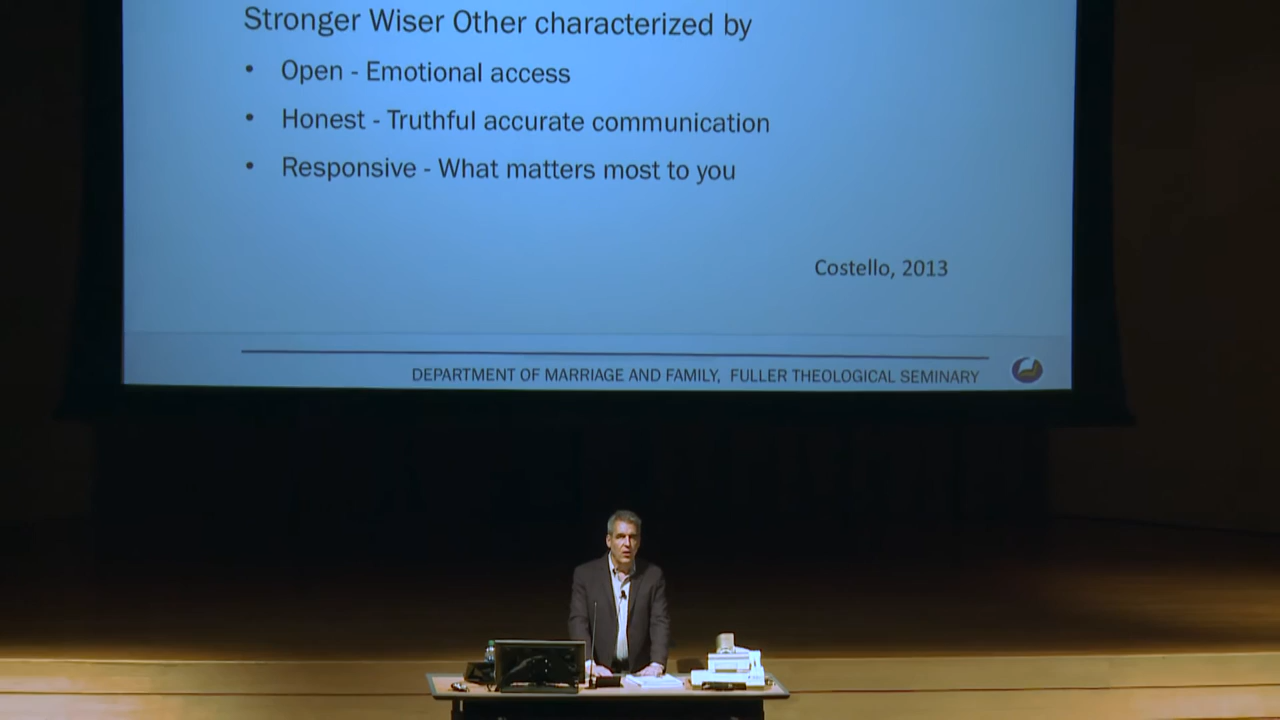 Stronger Wiser Other characterized by
• Open - Emotional access
• Honest - Truthful accurate communication
• Responsive - What matters most to you
Costello, 2013
DEPARTMENT OF MARRIAGE AND FAMILY, FULLER THEOLOGICAL SEMINARY